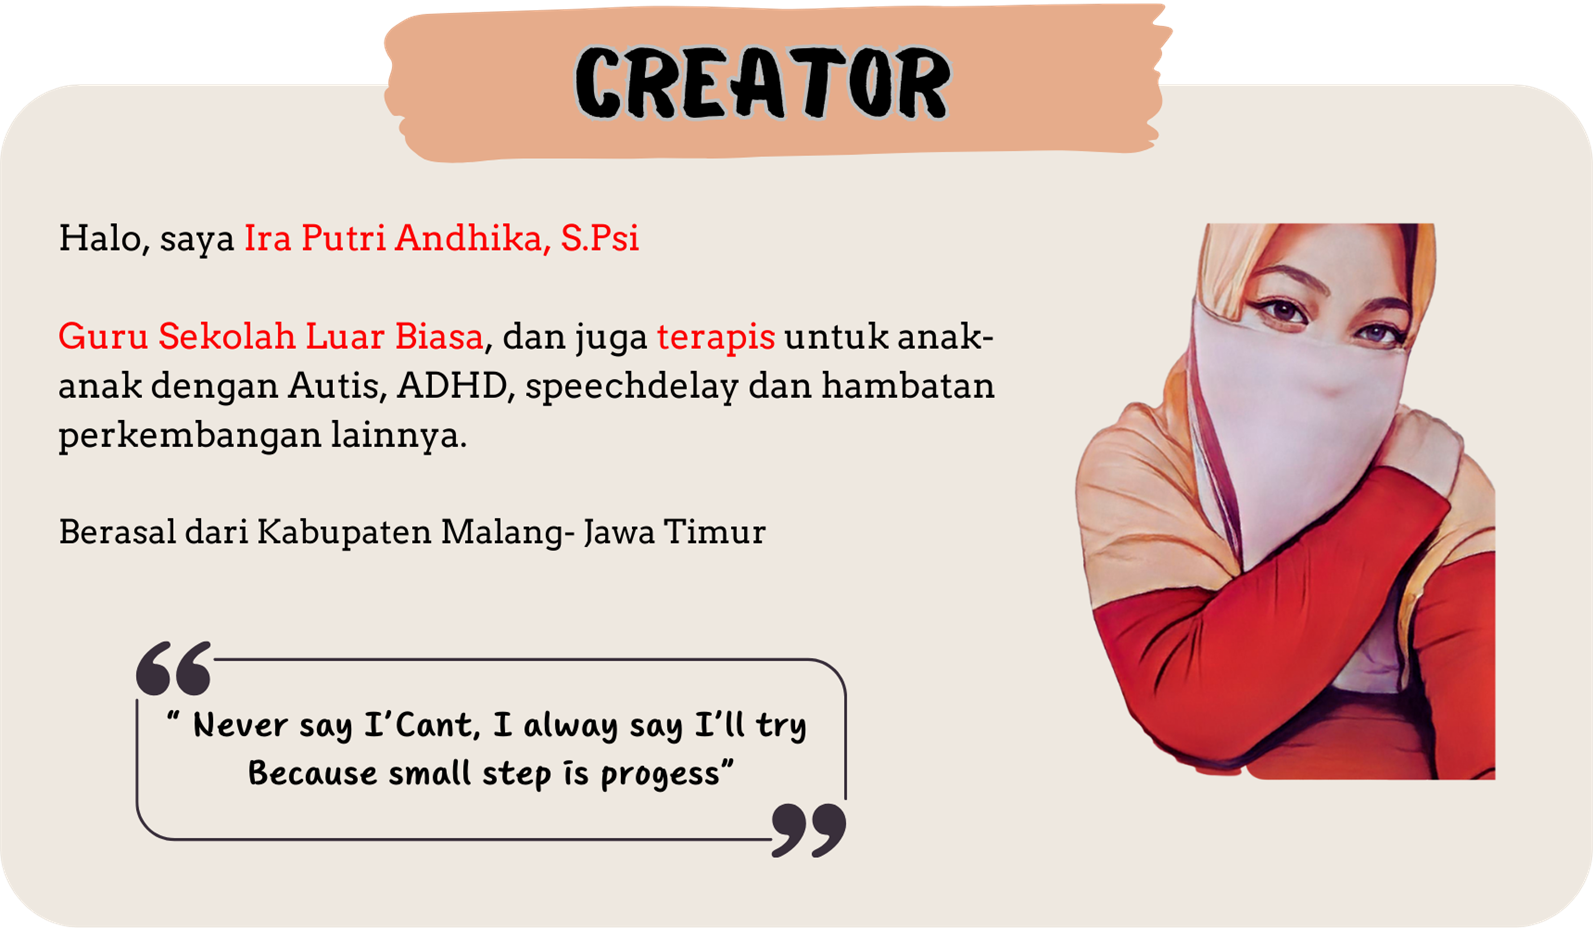 CREATOR
Halo, saya Ira Putri Andhika, S.Psi
Guru Sekolah Luar Biasa, dan juga terapis untuk anak-
anak dengan Autis, ADHD, speechdelay dan hambatan
perkembangan lainnya.
Berasal dari Kabupaten Malang- Jawa Timur
“ Never say I’Cant, I alway say I’ll try
Because small step is progess”